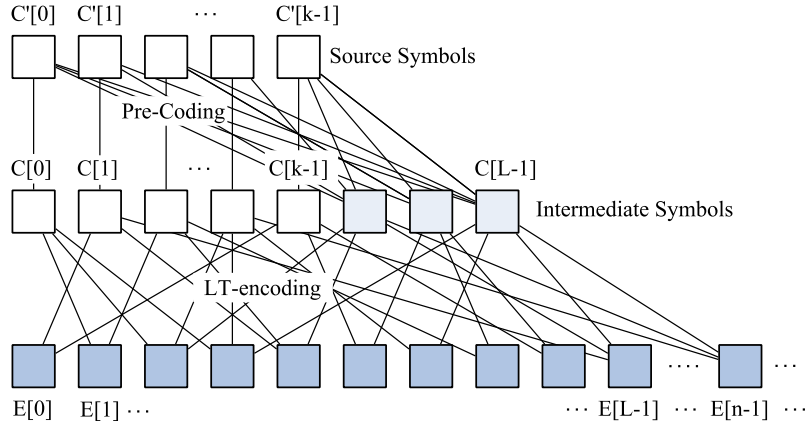 C'[0] C'[1] ··· C'[k-1]
Source Symbols
Pre-Coding
C[0] C[1] ··· C[k-1] C[L-1]
Intermediate Symbols
LT-encoding
···· ···
E[0] E[1] ··· ··· E[L-1] ··· E[n-1] ···